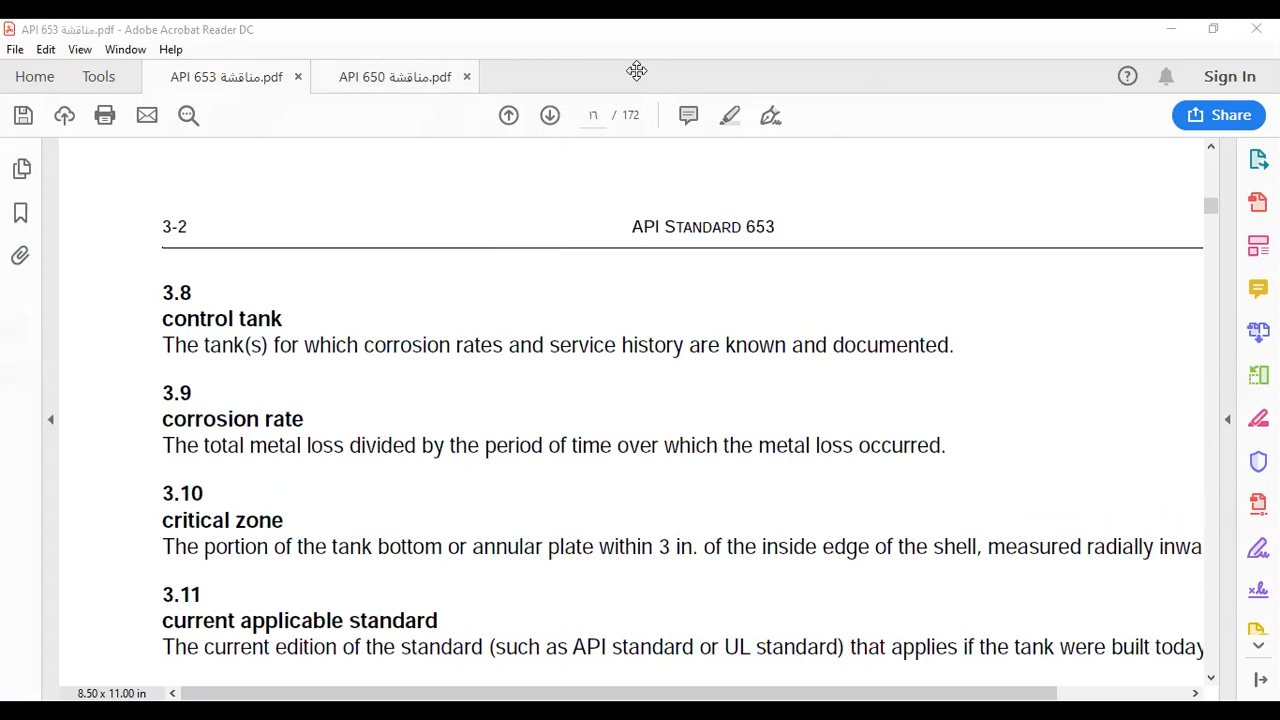 API 653 مناقشة.pdf - Adobe Acrobat Reader DC
File Edit View Window Help
Home Tools API 653 مناقشة.pdf × API 650 مناقشة.pdf × Sign In
١٦ / 172 Share
3-2 API STANDARD 653
3.8
control tank
The tank(s) for which corrosion rates and service history are known and documented.
3.9
corrosion rate
The total metal loss divided by the period of time over which the metal loss occurred.
3.10
critical zone
The portion of the tank bottom or annular plate within 3 in. of the inside edge of the shell, measured radially inwa
3.11
current applicable standard
The current edition of the standard (such as API standard or UL standard) that applies if the tank were built today
8.50 x 11.00 in